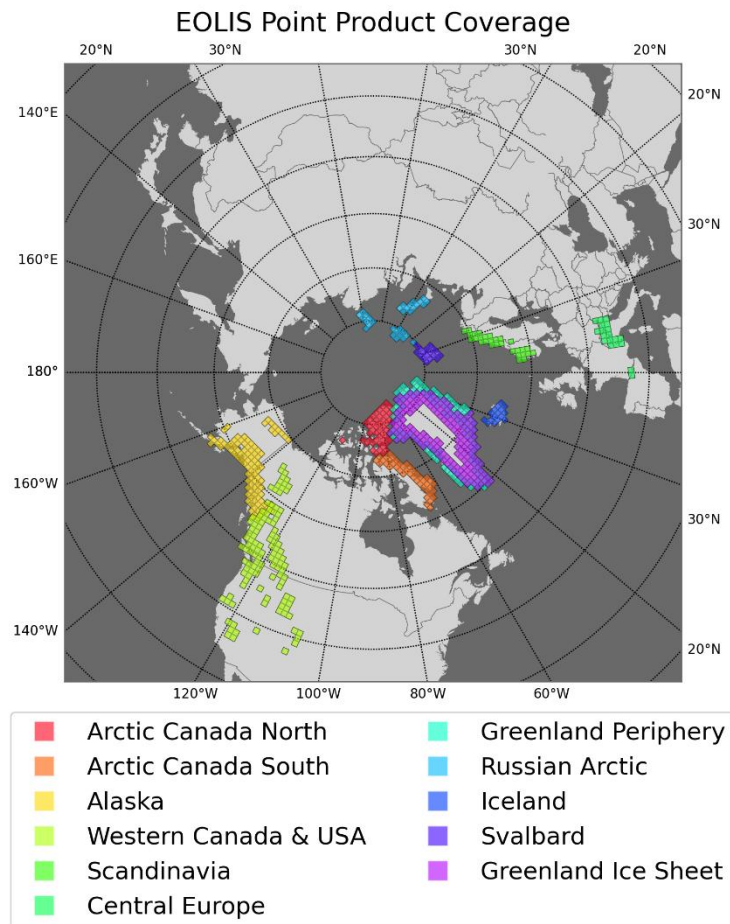 EOLIS Point Product Coverage
20°N 30°N 30°N 20°N
20°N
140°E
30°N
160°E
180°
160°W
30°N
140°W
20°N
120°W 100°W 80°W 60°W
Arctic Canada North
Arctic Canada South
Alaska
Western Canada & USA
Scandinavia
Central Europe
Greenland Periphery
Russian Arctic
Iceland
Svalbard
Greenland Ice Sheet